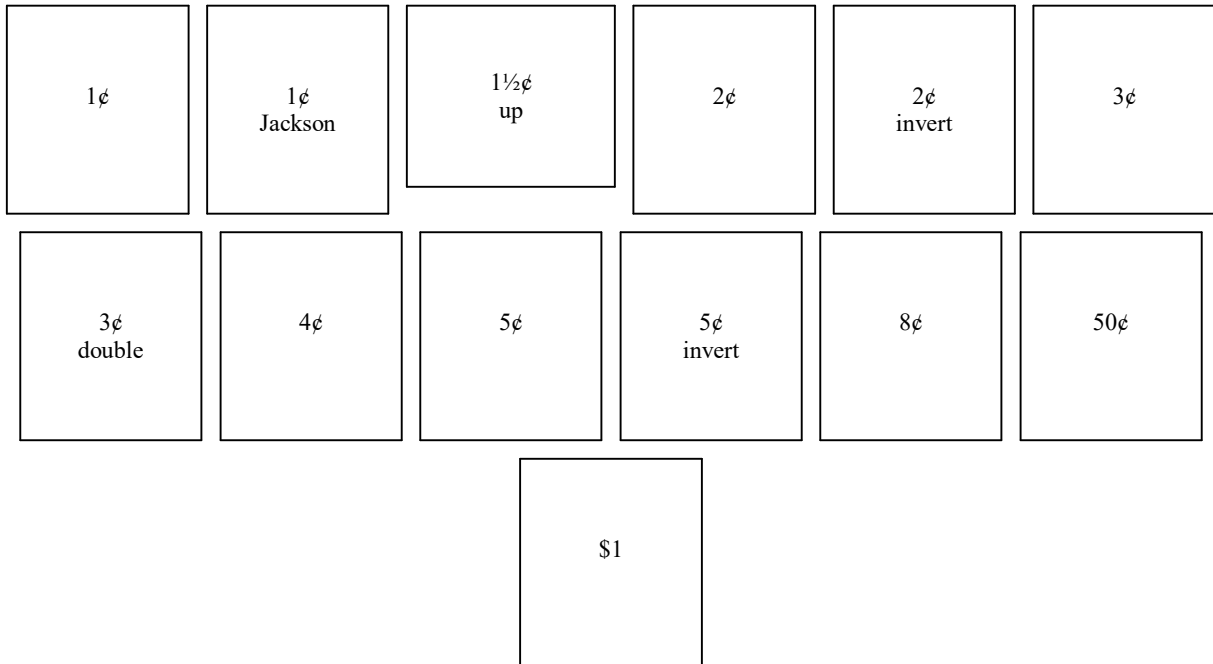 1¢
1¢
Jackson
1½¢
up
2¢
2¢
invert
3¢
3¢
double
4¢
5¢
5¢
invert
8¢
50¢
$1